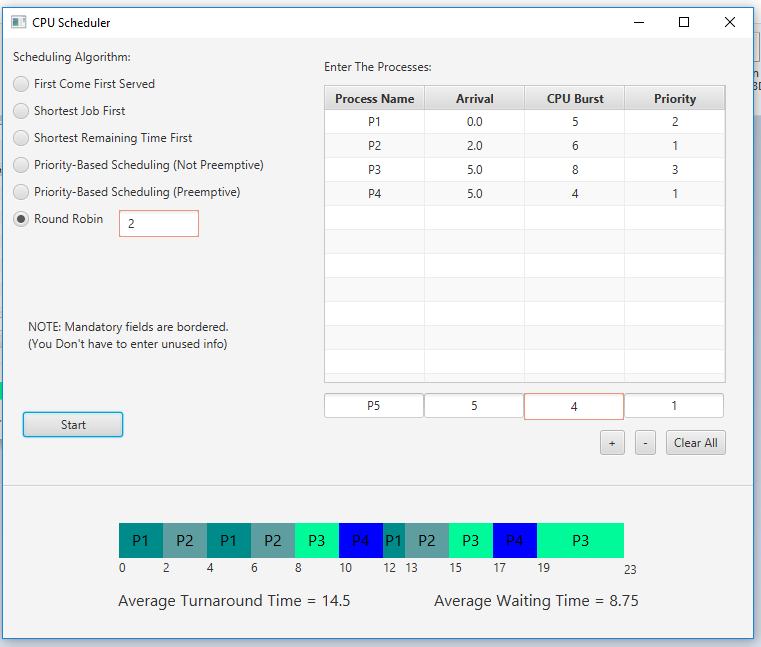 CPU Scheduler
Scheduling Algorithm:
First Come First Served
Shortest Job First
Shortest Remaining Time First
Priority-Based Scheduling (Not Preemptive)
Priority-Based Scheduling (Preemptive)
Round Robin 2
NOTE: Mandatory fields are bordered.
(You Don't have to enter unused info)
Start
Enter The Processes:
Process Name Arrival CPU Burst Priority
P1 0.0 5 2
P2 2.0 6 1
P3 5.0 8 3
P4 5.0 4 1
P5 5 4 1
+ - Clear All
P1 P2 P1 P2 P3 P4 P1 P2 P3 P4 P3
0 2 4 6 8 10 12 13 15 17 19 23
Average Turnaround Time = 14.5 Average Waiting Time = 8.75